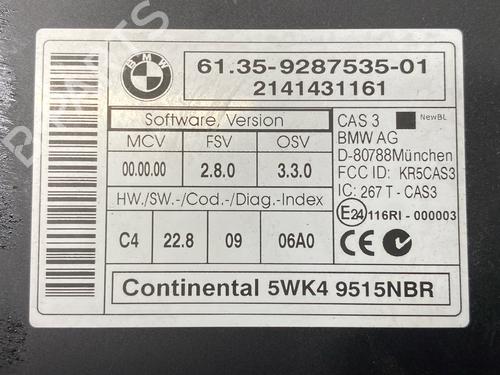 BMW
61.35-9287535-01
2141431161
Software, Version
MCV FSV OSV
00.00.00 2.8.0 3.3.0
HW./SW.-/Cod.-/Diag.-Index
C4 22.8 09 06A0
CAS 3 NewBL
BMW AG
D-80788München
FCC ID: KR5CAS3
IC: 267 T - CAS3
E24 116RI - 000003
CE
Continental 5WK4 9515NBR